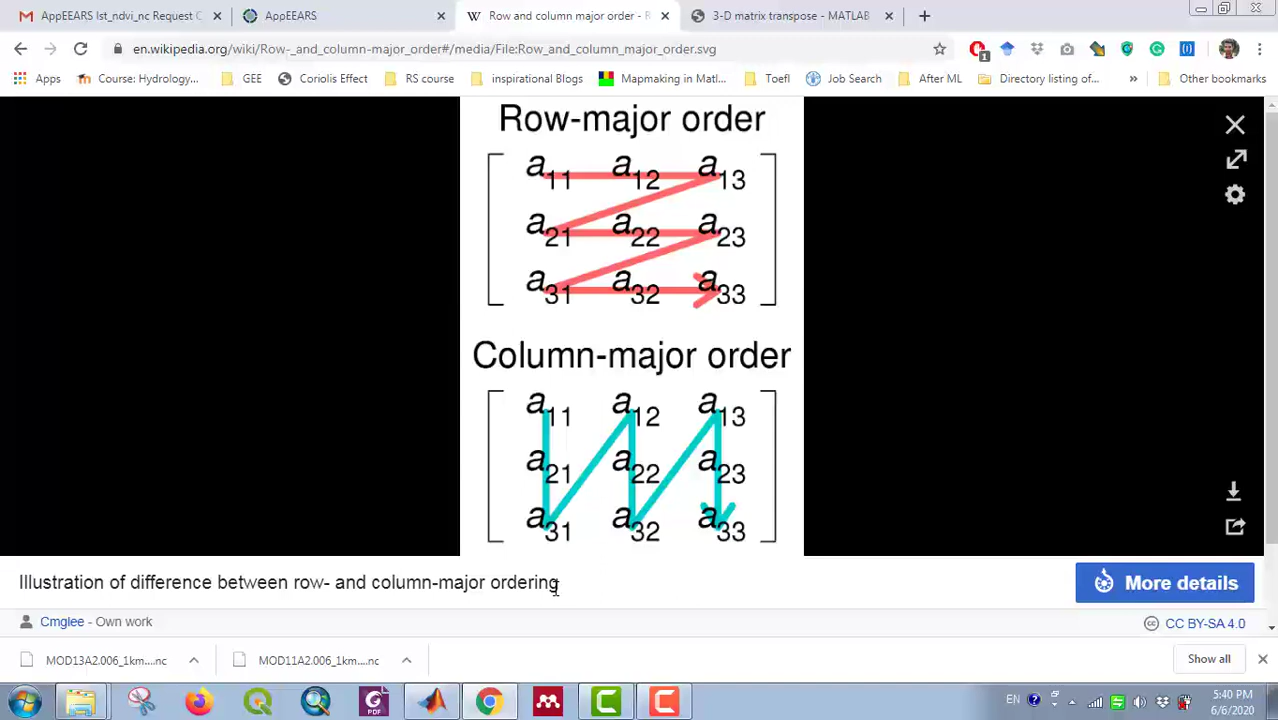 AppEEARS lst_ndvi_nc Request C
AppEEARS
Row and column major order - R
3-D matrix transpose - MATLAB
en.wikipedia.org/wiki/Row-_and_column-major_order#/media/File:Row_and_column_major_order.svg
1
Apps
Course: Hydrology...
GEE
Coriolis Effect
RS course
inspirational Blogs
Mapmaking in Matl...
Toefl
Job Search
After ML
Directory listing of...
Other bookmarks
Row-major order
a11 a12 a13
a21 a22 a23
a31 a32 a33
Column-major order
a11 a12 a13
a21 a22 a23
a31 a32 a33
Illustration of difference between row- and column-major ordering
More details
Cmglee - Own work
CC BY-SA 4.0
MOD13A2.006_1km....nc
MOD11A2.006_1km....nc
Show all
PDF
EN
5:40 PM
6/6/2020